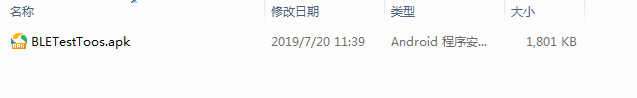 名称 修改日期 类型 大小
BLETestToos.apk 2019/7/20 11:39 Android 程序安... 1,801 KB